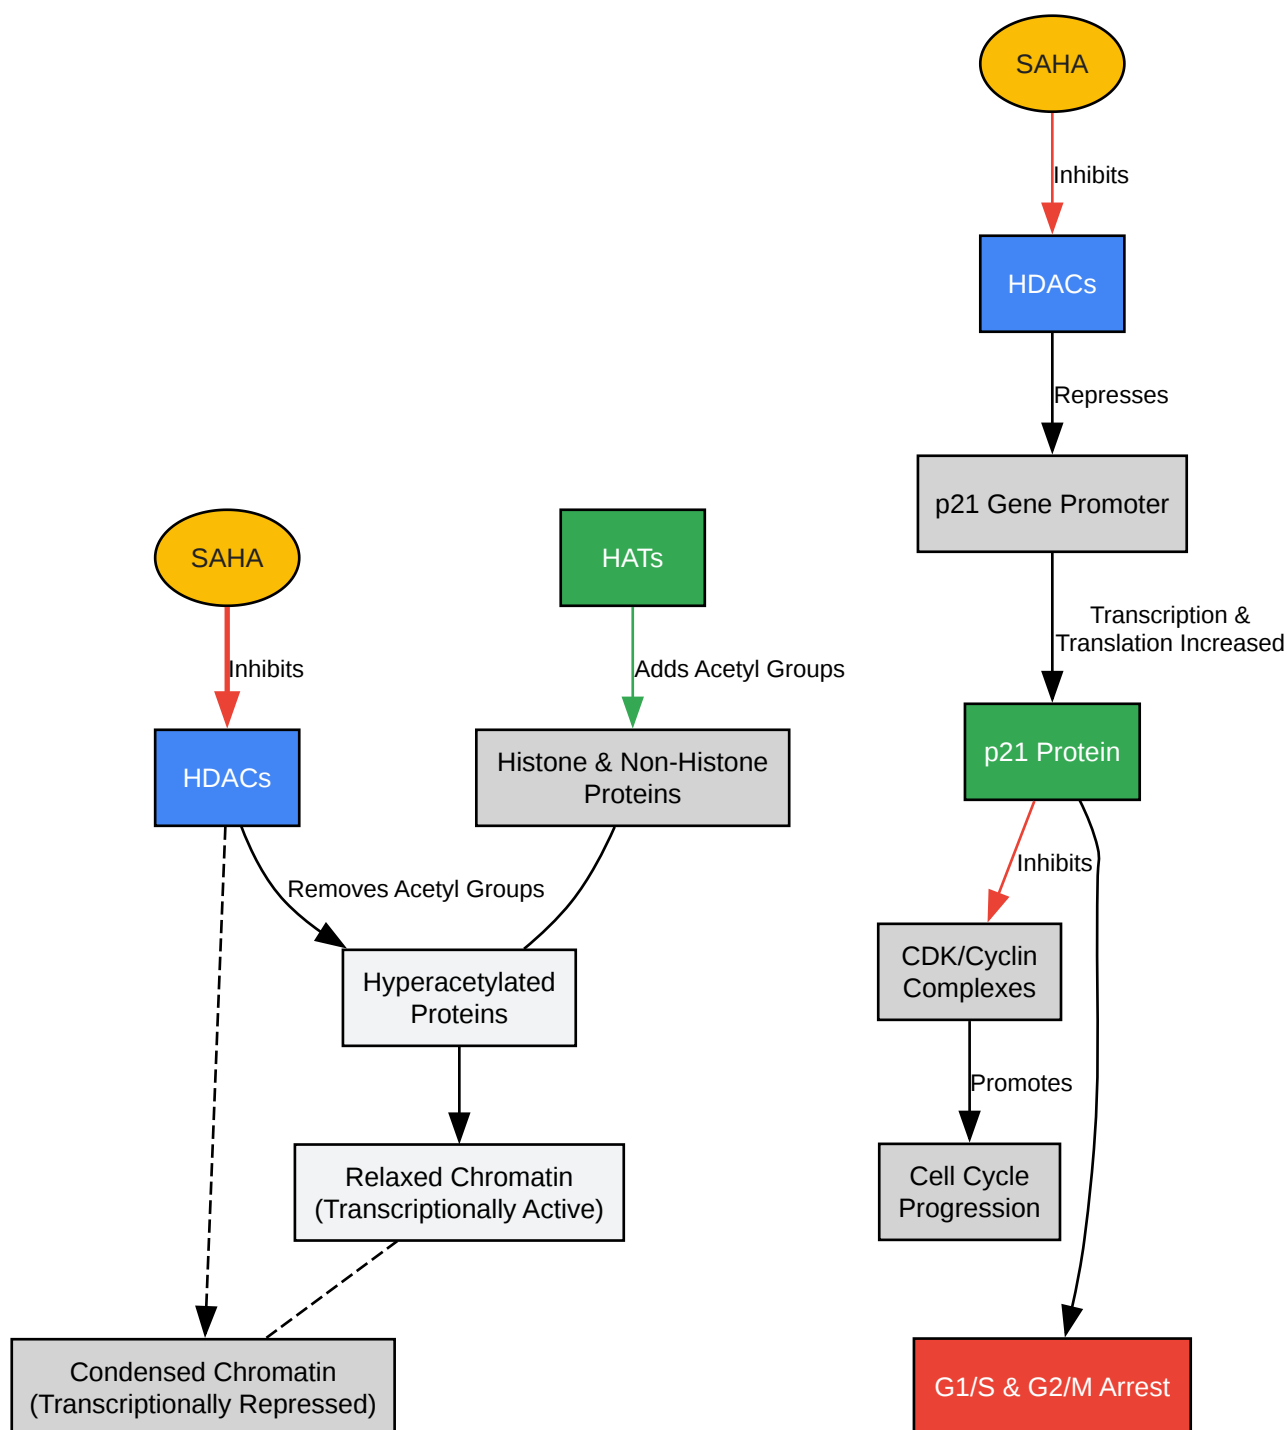 SAHA
Inhibits
HDACs
Repressses
p21 Gene Promoter
Transcription &
Translation Increased
p21 Protein
Inhibits
CDK/Cyclin
Complexes
Promotes
Cell Cycle
Progression
G1/S & G2/M Arrest
SAHA
Inhibits
HDACs
HATs
Adds Acetyl Groups
Histone & Non-Histone
Proteins
Removes Acetyl Groups
Hyperacetylated
Proteins
Relaxed Chromatin
(Transcriptionally Active)
Condensed Chromatin
(Transcriptionally Repressed)